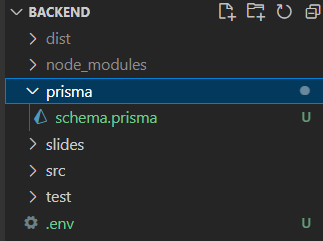 BACKEND
dist
node_modules
prisma
schema.prisma U
slides
src
test
.env U